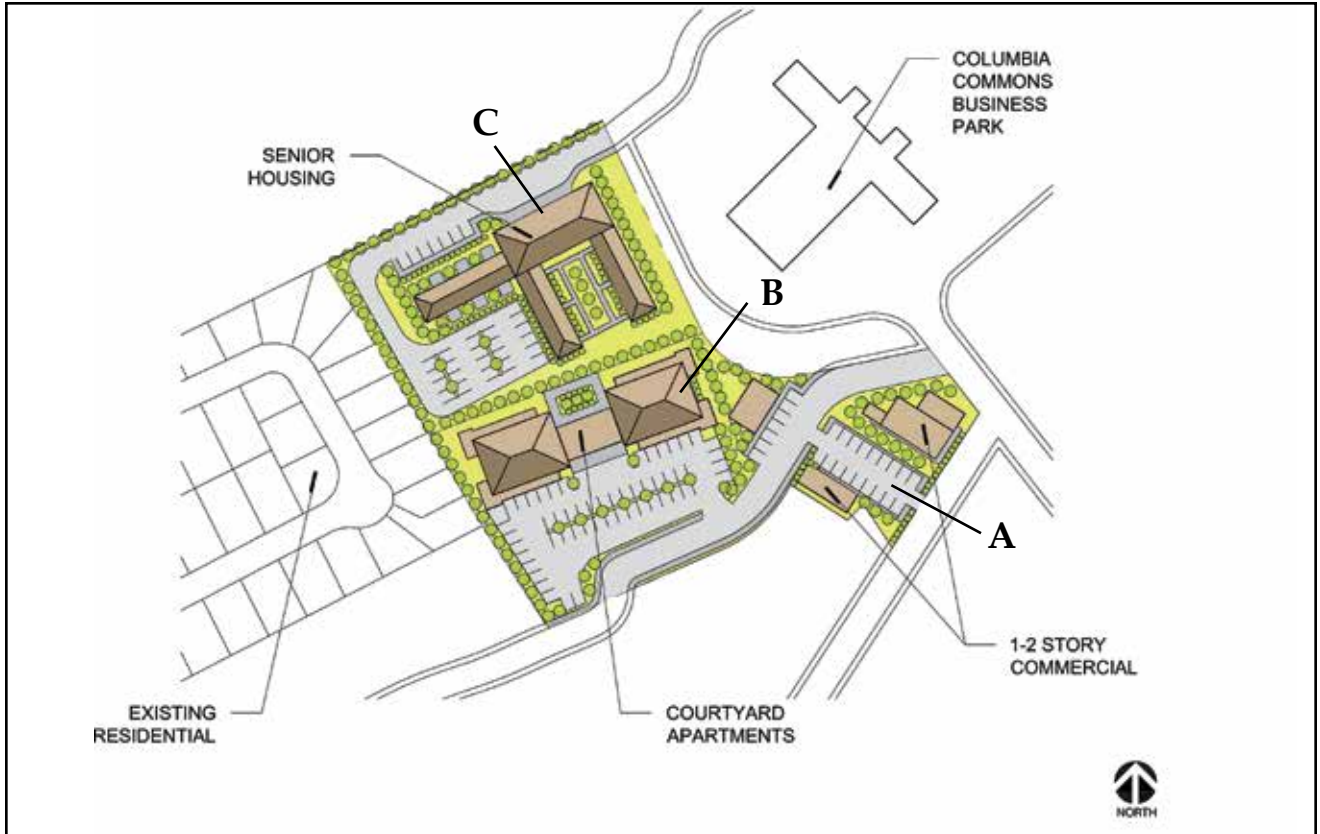 COLUMBIA
COMMONS
BUSINESS
PARK
C
SENIOR
HOUSING
B
A
1-2 STORY
COMMERCIAL
EXISTING
RESIDENTIAL
COURTYARD
APARTMENTS
NORTH